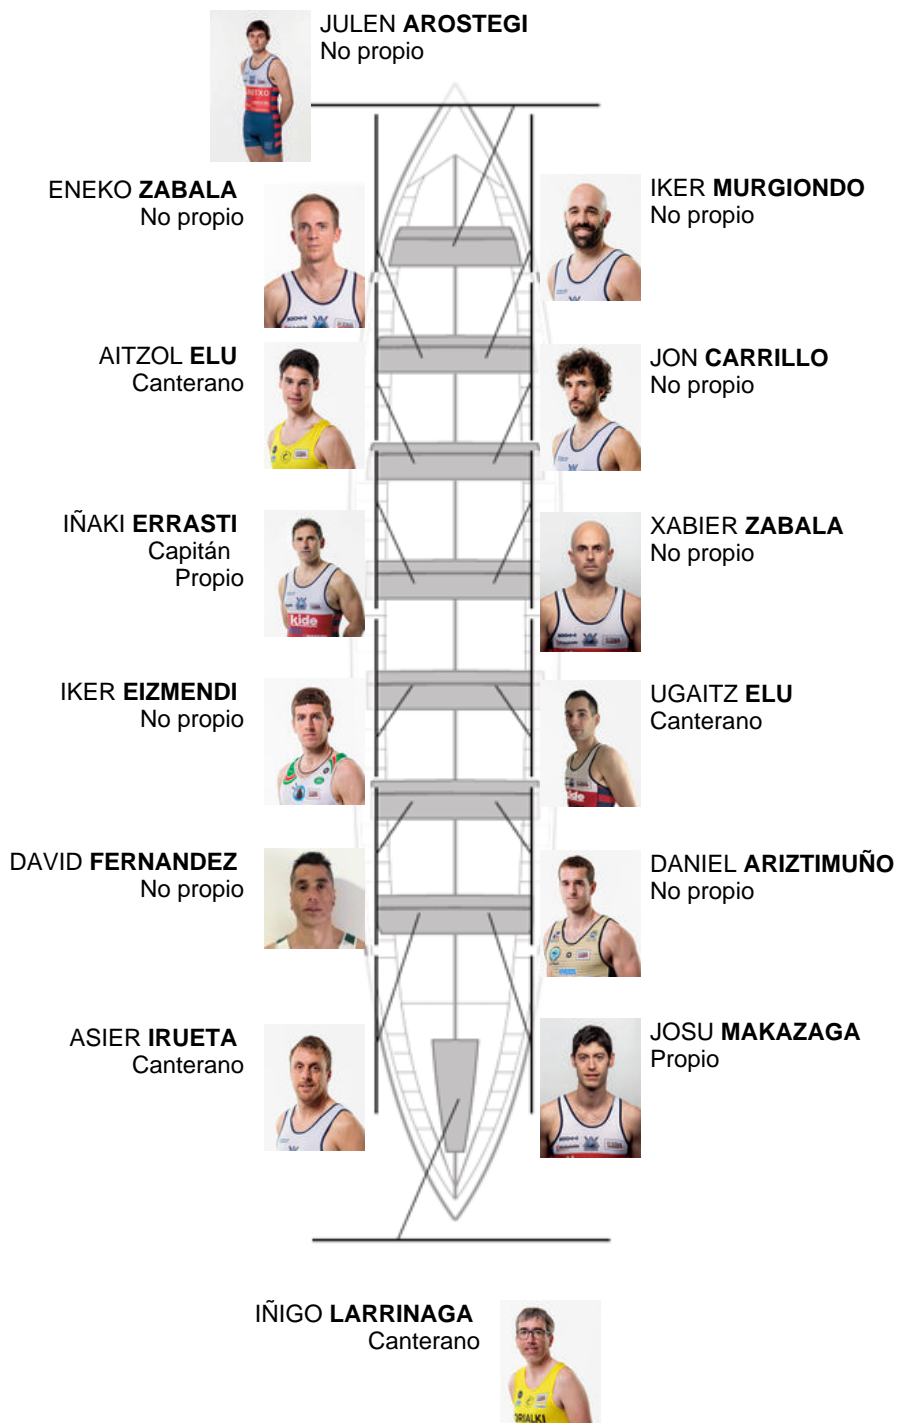 JULEN AROSTEGI
No propio
ENEKO ZABALA
No propio
IKER MURGIONDO
No propio
AITZOL ELU
Canterano
JON CARRILLO
No propio
IÑAKI ERRASTI
Capitán
Propio
XABIER ZABALA
No propio
kide
IKER EIZMENDI
No propio
UGAITZ ELU
Canterano
kide
DAVID FERNANDEZ
No propio
DANIEL ARIZTIMUÑO
No propio
ASIER IRUETA
Canterano
JOSU MAKAZAGA
Propio
IÑIGO LARRINAGA
Canterano